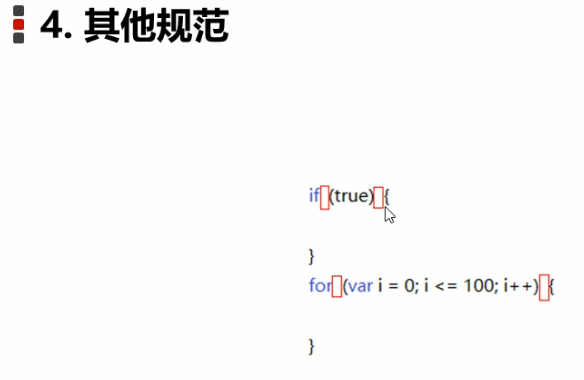 4. 其他规范
if (true) {
}
for (var i = 0; i <= 100; i++) {
}